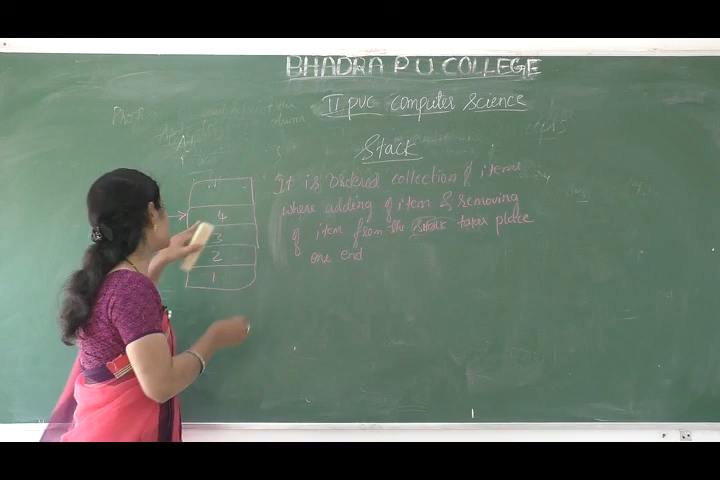 BHADRA P U COLLEGE
II PUC Computer Science
Stack
It is Ordered collection of items
where adding of item & removing
of item from the stack takes place
one end
4
3
2
1